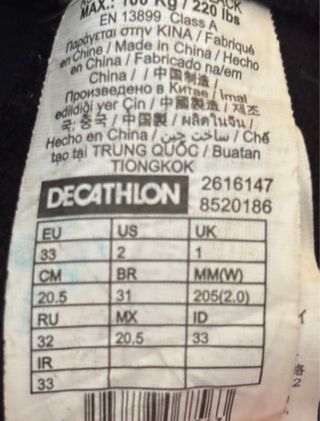 MAX.: 100 Kg / 220 lbs
EN 13899 Class A
Παράγεται στην KINA / Fabriqué
en Chine / Made in China / Hecho
en China / Fabricado na/em
China / / 中国制造 /
Произведено в Китае / Imal
edildiği yer Çin / 中國製造 / 제조
국: 중국 / 中国製 / ผลิตในจีน /
Hecho en China / ساخت چین / Chế
tạo tại TRUNG QUỐC / Buatan
TIONGKOK
DECATHLON 2616147
8520186
EU US UK
33 2 1
CM BR MM(W)
20.5 31 205(2.0)
RU MX ID
32 20.5 33
IR
33